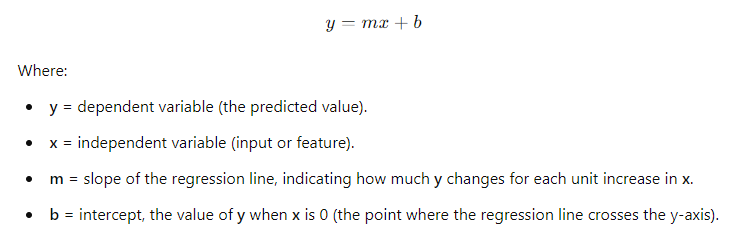 y = mx + b
Where:
• y = dependent variable (the predicted value).
• x = independent variable (input or feature).
• m = slope of the regression line, indicating how much y changes for each unit increase in x.
• b = intercept, the value of y when x is 0 (the point where the regression line crosses the y-axis).